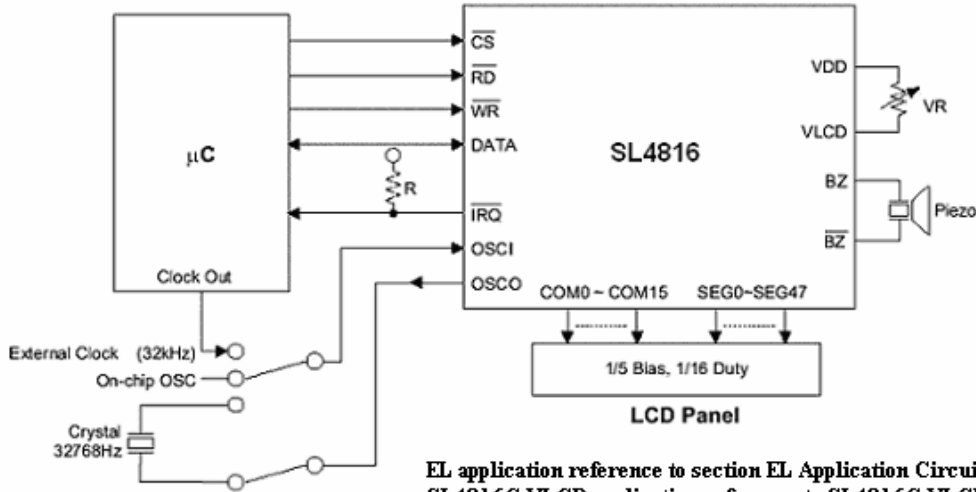 CS
RD
WR
DATA
IRQ
OSCI
OSCO
µC
Clock Out
R
SL4816
VDD
VLCD
VR
BZ
BZ
Piezo
COM0 ~ COM15 SEG0~SEG47
1/5 Bias, 1/16 Duty
LCD Panel
External Clock (32kHz)
On-chip OSC
Crystal
32768Hz
EL application reference to section EL Application Circui